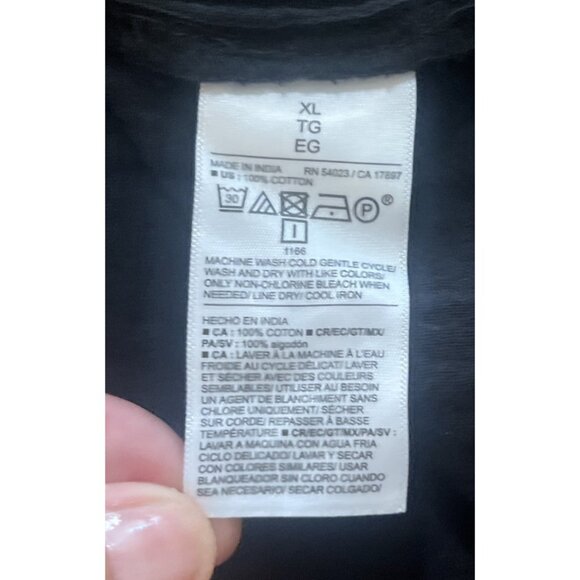 XL
TG
EG
MADE IN INDIA RN 54023 / CA 17897
■ US : 100% COTTON
30 P ®
I
1166
MACHINE WASH COLD GENTLE CYCLE/
WASH AND DRY WITH LIKE COLORS/
ONLY NON-CHLORINE BLEACH WHEN
NEEDED/ LINE DRY/ COOL IRON
HECHO EN INDIA
■ CA : 100% COTON ■ CR/EC/GT/MX/
PA/SV : 100% algodón
■ CA : LAVER À LA MACHINE À L'EAU
FROIDE AU CYCLE DÉLICAT/ LAVER
ET SÉCHER AVEC DES COULEURS
SEMBLABLES/ UTILISER AU BESOIN
UN AGENT DE BLANCHIMENT SANS
CHLORE UNIQUEMENT/ SÉCHER
SUR CORDE/ REPASSER À BASSE
TEMPÉRATURE ■ CR/EC/GT/MX/PA/SV :
LAVAR A MAQUINA CON AGUA FRIA
CICLO DELICADO/ LAVAR Y SECAR
CON COLORES SIMILARES/ USAR
BLANQUEADOR SIN CLORO CUANDO
SEA NECESARIO/ SECAR COLGADO/